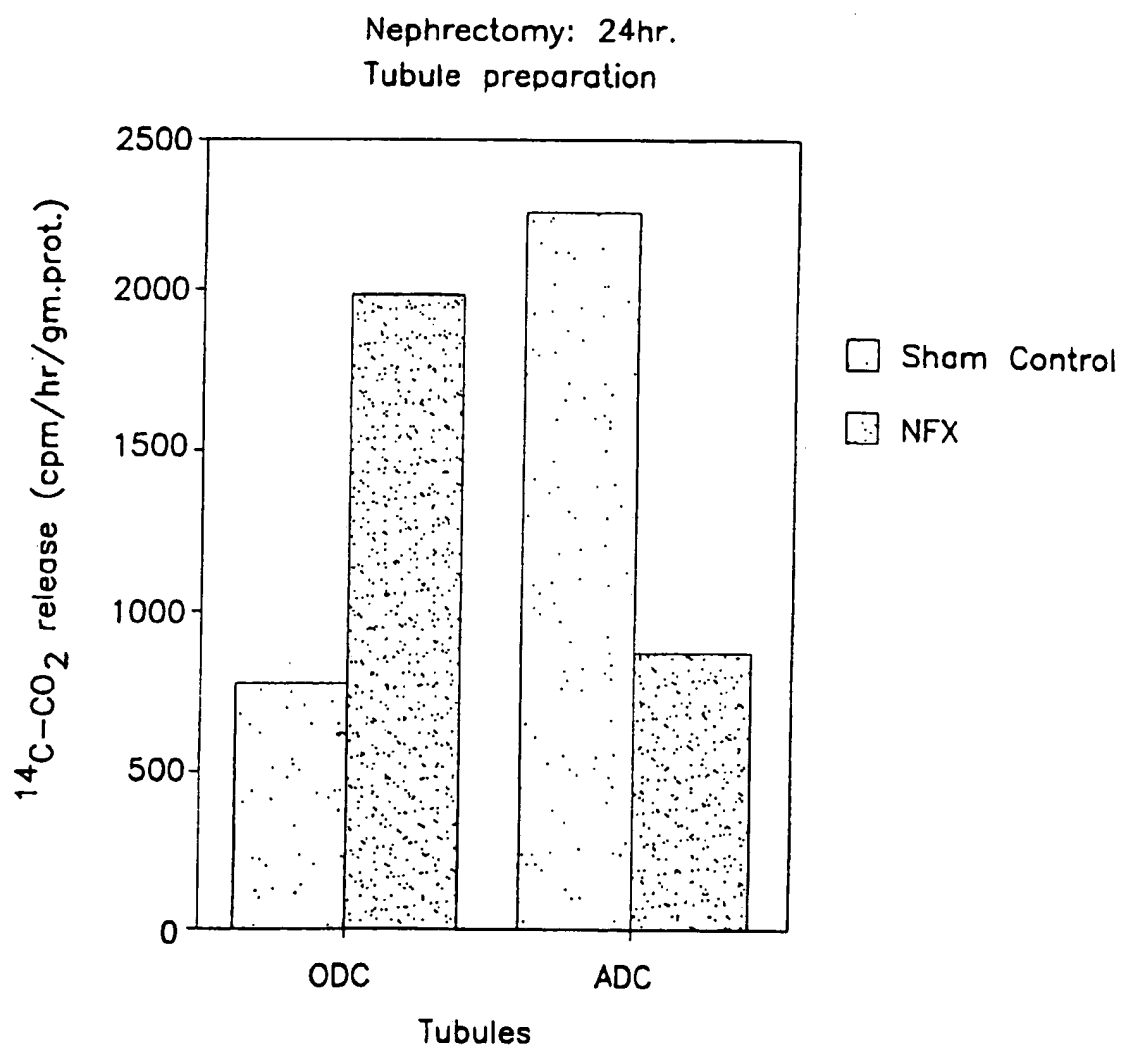 Nephrectomy: 24hr.
Tubule preparation
2500
2000
1500
1000
500
0
¹⁴C-CO₂ release (cpm/hr/gm.prot.)
ODC
ADC
Tubules
Sham Control
NFX